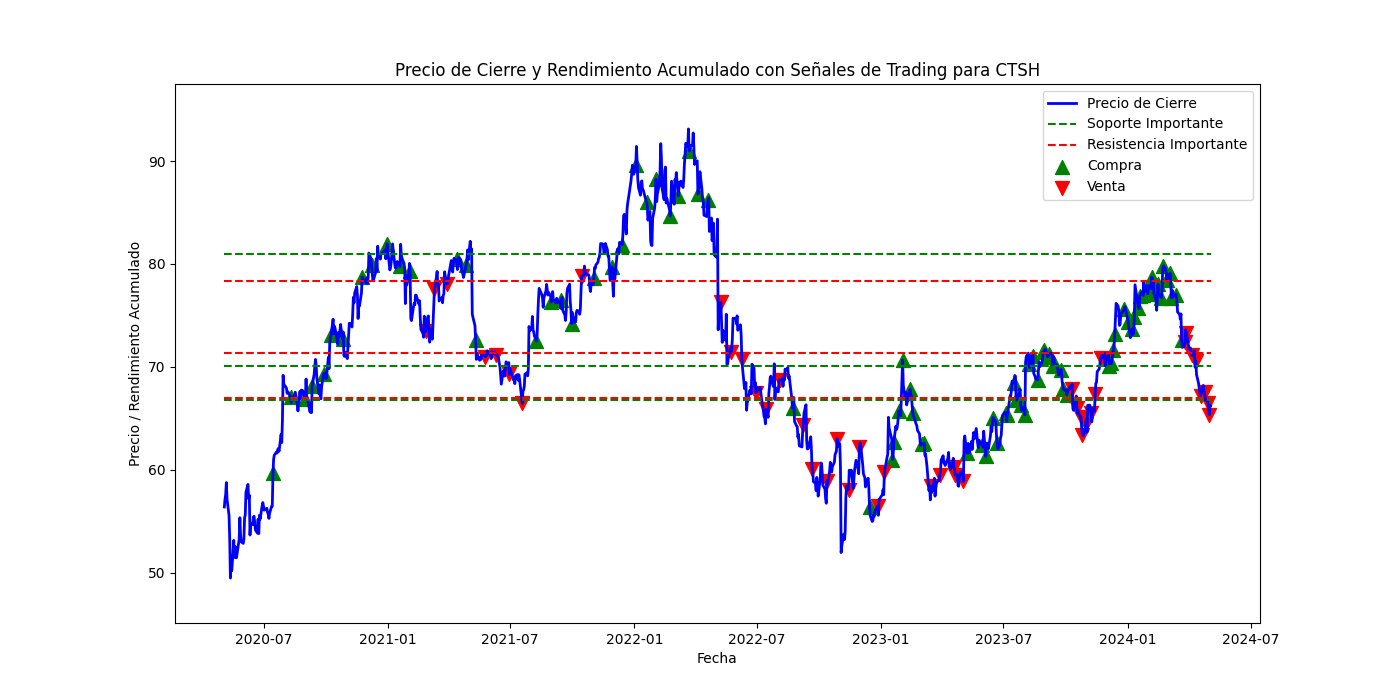 Precio de Cierre y Rendimiento Acumulado con Señales de Trading para CTSH
Precio de Cierre
Soporte Importante
Resistencia Importante
Compra
Venta
Precio / Rendimiento Acumulado
90
80
70
60
50
2020-07
2021-01
2021-07
2022-01
2022-07
2023-01
2023-07
2024-01
2024-07
Fecha